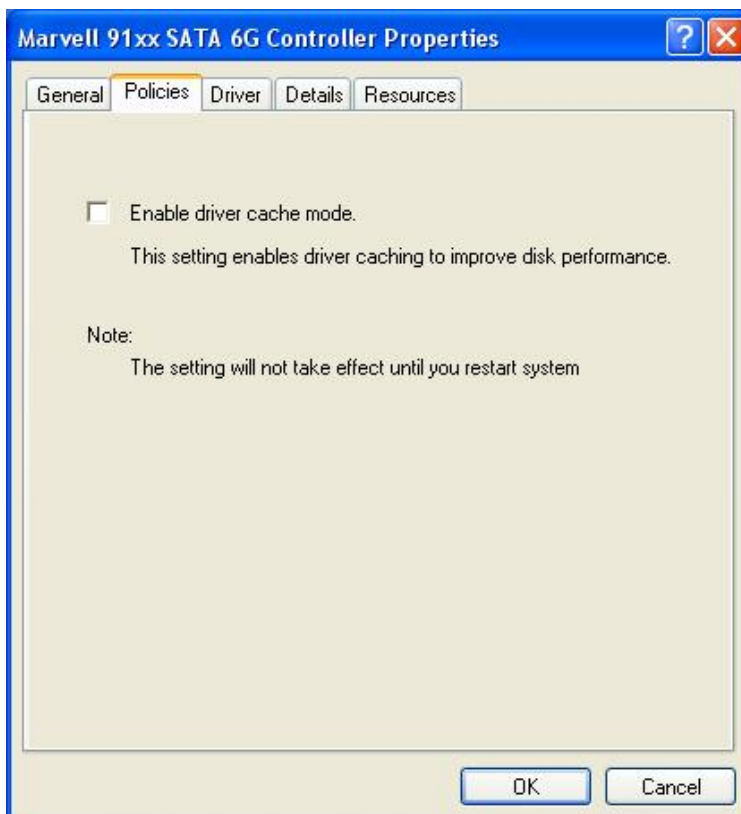 Marvell 91xx SATA 6G Controller Properties
General Policies Driver Details Resources
Enable driver cache mode.
This setting enables driver caching to improve disk performance.
Note:
The setting will not take effect until you restart system
OK Cancel